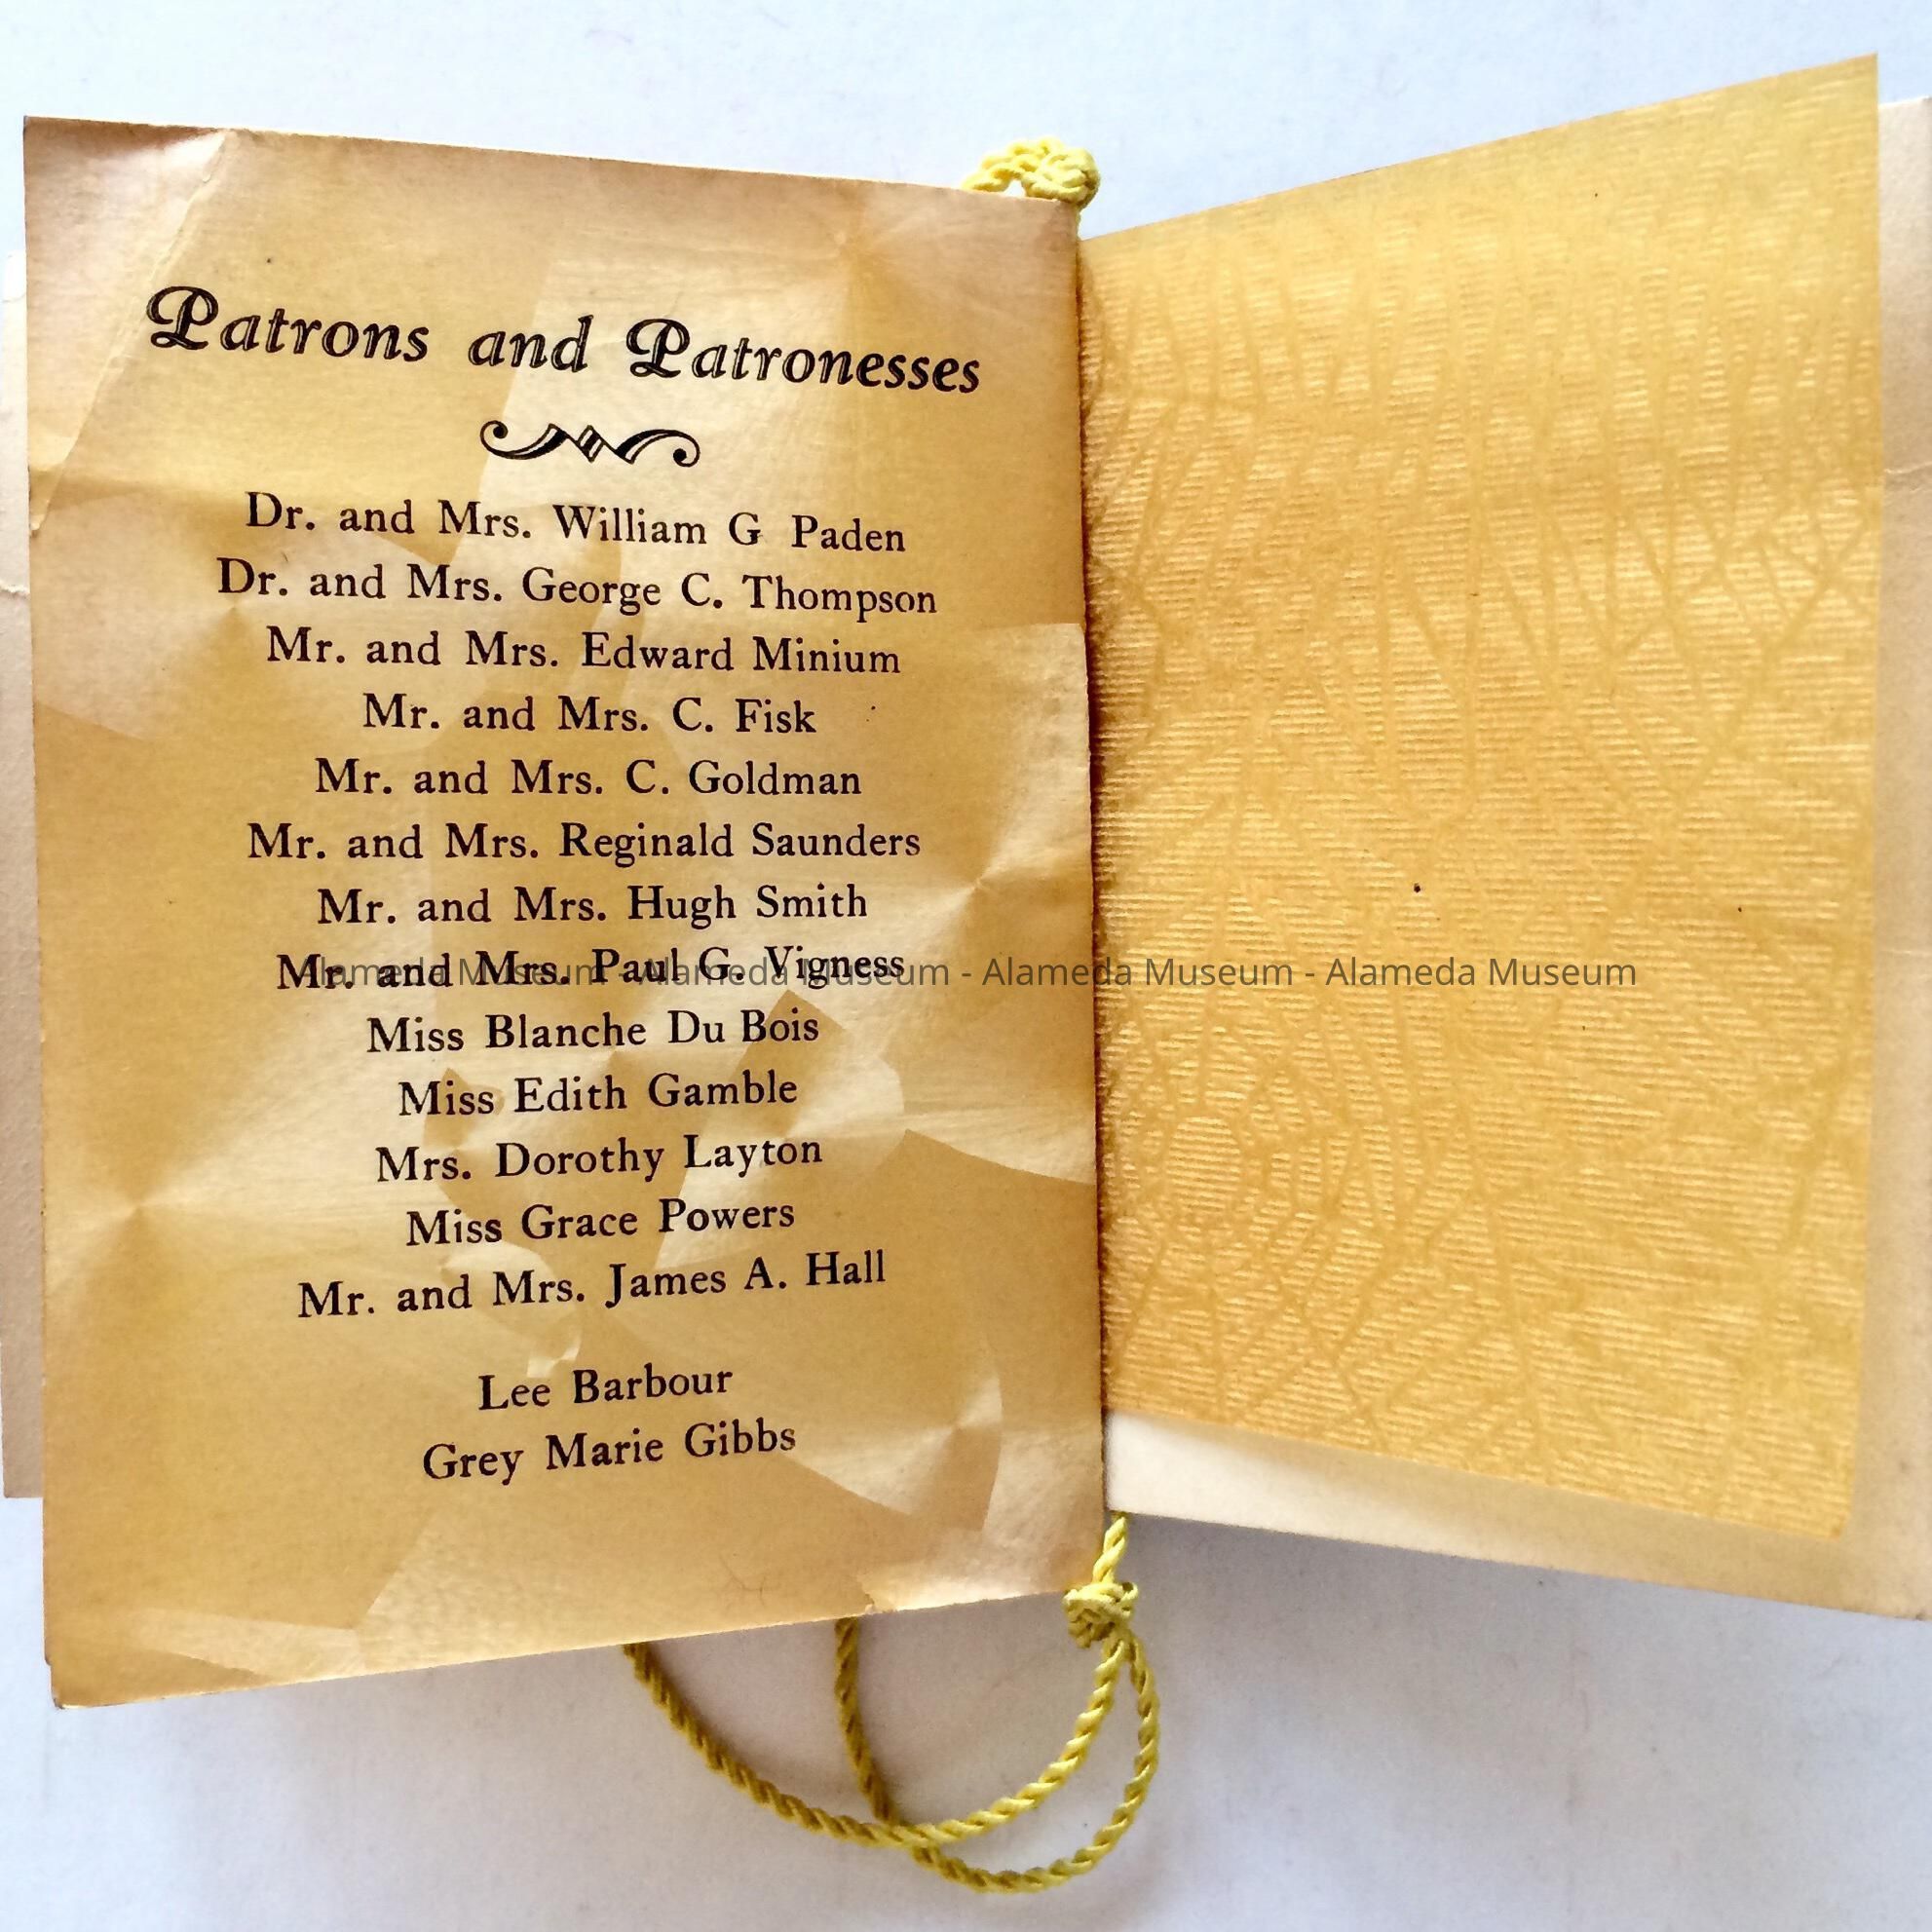 Patrons and Patronesses
Dr. and Mrs. William G Paden
Dr. and Mrs. George C. Thompson
Mr. and Mrs. Edward Minium
Mr. and Mrs. C. Fisk
Mr. and Mrs. C. Goldman
Mr. and Mrs. Reginald Saunders
Mr. and Mrs. Hugh Smith
Mr. and Mrs. Paul G. Vigness
Alameda Museum - Alameda Museum - Alameda Museum - Alameda Museum
Miss Blanche Du Bois
Miss Edith Gamble
Mrs. Dorothy Layton
Miss Grace Powers
Mr. and Mrs. James A. Hall
Lee Barbour
Grey Marie Gibbs